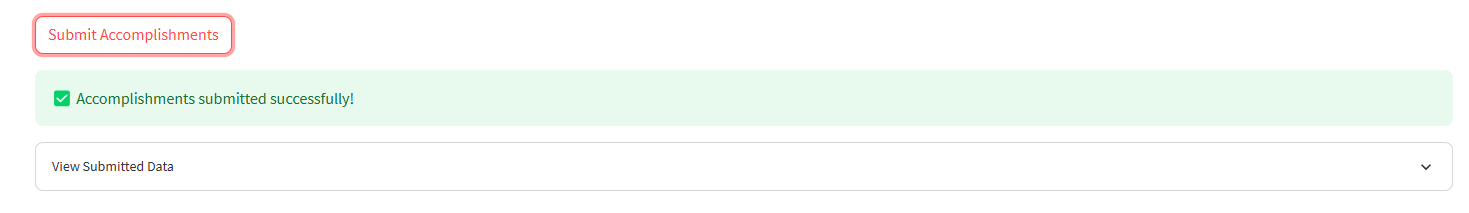 Submit Accomplishments
✅ Accomplishments submitted successfully!
View Submitted Data